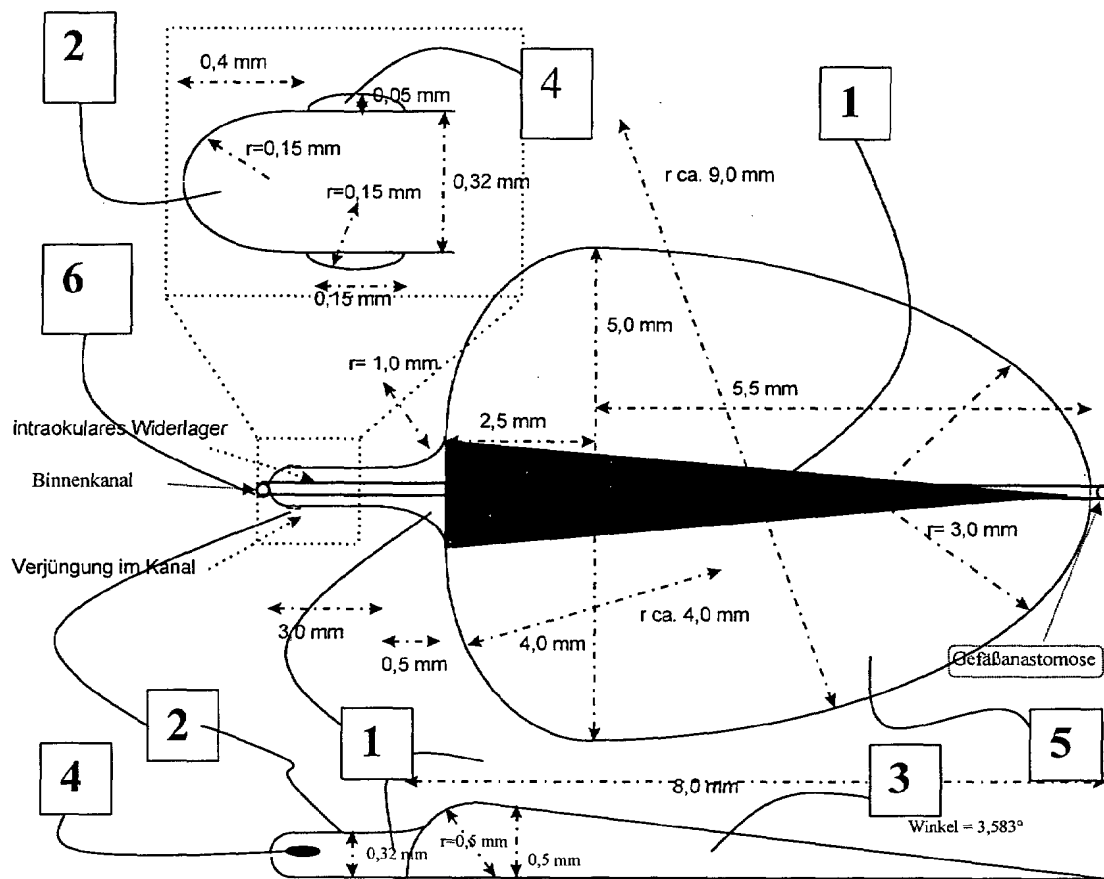 2
0,4 mm
4
0,05 mm
1
r=0,15 mm
0,32 mm
r ca. 9,0 mm
r=0,15 mm
6
0,15 mm
5,0 mm
r= 1,0 mm
5,5 mm
2,5 mm
intraokulares Widerlager
Binnenkanal
r= 3,0 mm
Verjüngung im Kanal
3,0 mm
r ca. 4,0 mm
4,0 mm
0,5 mm
Gefäßanastomose
2
1
5
4
3
8,0 mm
Winkel = 3,583°
0,32 mm
r=0,6 mm
0,5 mm